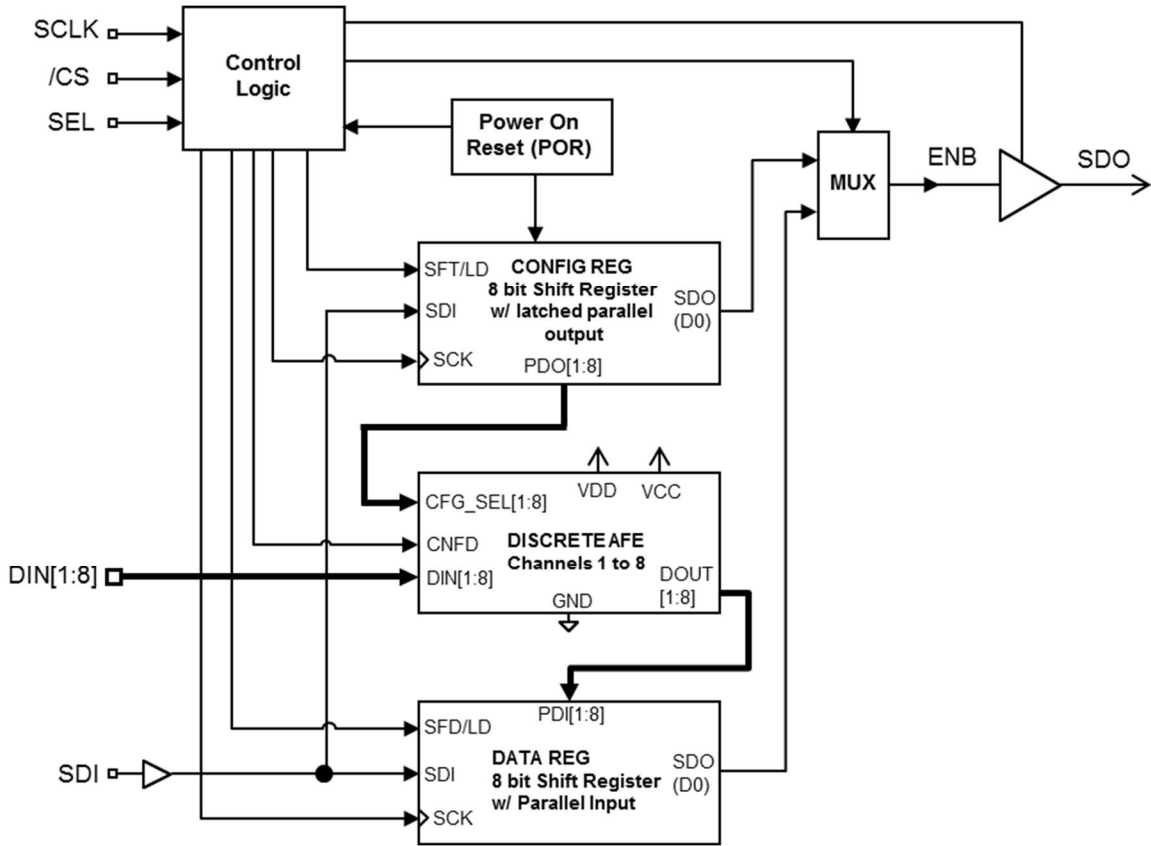 SCLK
/CS
SEL
Control
Logic
Power On
Reset (POR)
MUX
ENB
SDO
SFT/LD
SDI
SCK
CONFIG REG
8 bit Shift Register
w/ latched parallel
output
PDO[1:8]
SDO
(D0)
VDD
VCC
CFG_SEL[1:8]
CNFD
DIN[1:8]
DIN[1:8]
DISCRETE AFE
Channels 1 to 8
GND
DOUT
[1:8]
PDI[1:8]
SFD/LD
SDI
SDI
SCK
DATA REG
8 bit Shift Register
w/ Parallel Input
SDO
(D0)